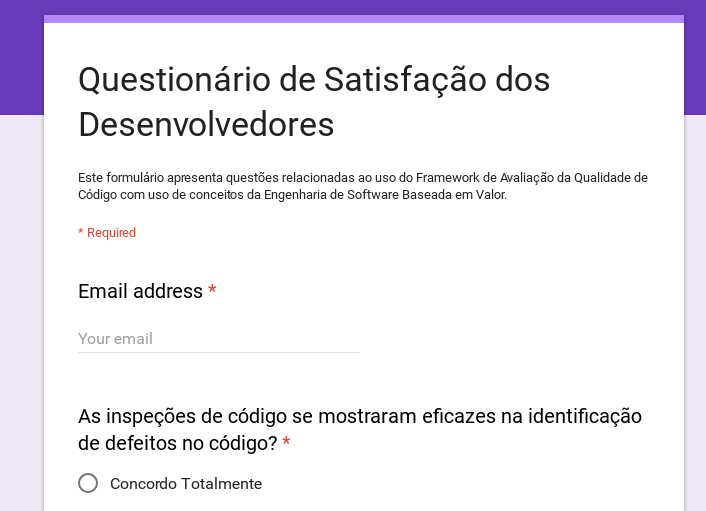 Questionário de Satisfação dos
Desenvolvedores
Este formulário apresenta questões relacionadas ao uso do Framework de Avaliação da Qualidade de
Código com uso de conceitos da Engenharia de Software Baseada em Valor.
* Required
Email address *
Your email
As inspeções de código se mostraram eficazes na identificação
de defeitos no código? *
Concordo Totalmente